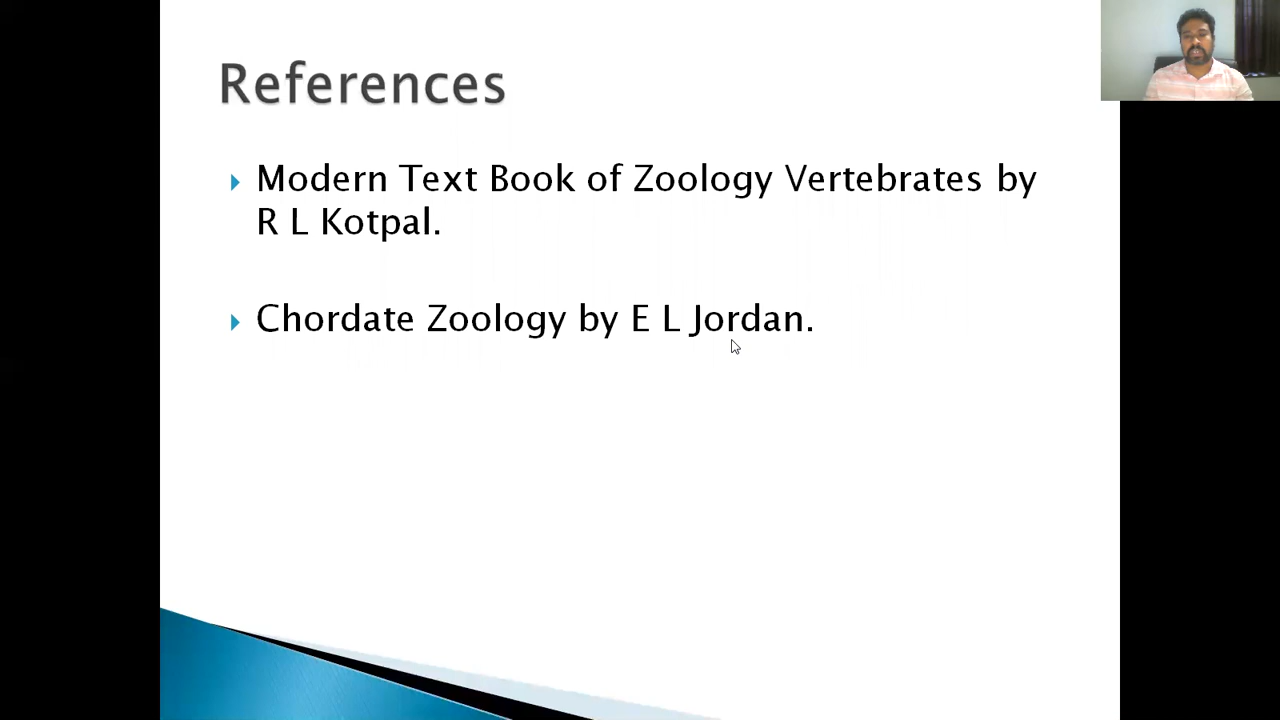 References
Modern Text Book of Zoology Vertebrates by
R L Kotpal.
Chordate Zoology by E L Jordan.